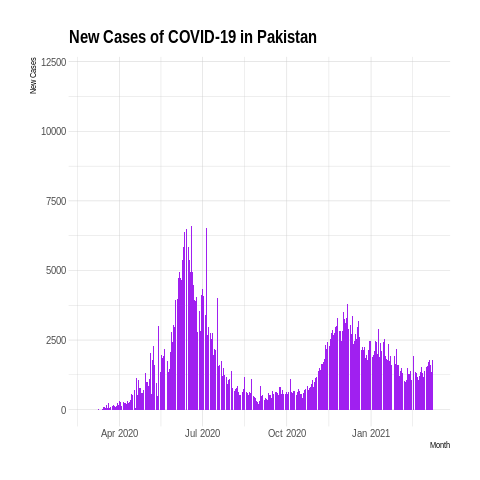 New Cases of COVID-19 in Pakistan
New Cases
12500
10000
7500
5000
2500
0
Apr 2020 Jul 2020 Oct 2020 Jan 2021
Month